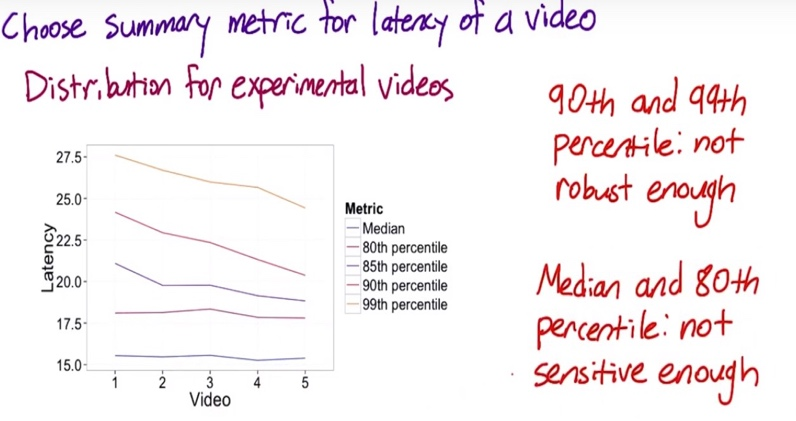 Choose summary metric for latency of a video
Distribution for experimental videos
90th and 99th
percentile: not
robust enough
27.5
25.0
22.5
20.0
17.5
15.0
Latency
1 2 3 4 5
Video
Metric
Median
80th percentile
85th percentile
90th percentile
99th percentile
Median and 80th
percentile: not
sensitive enough